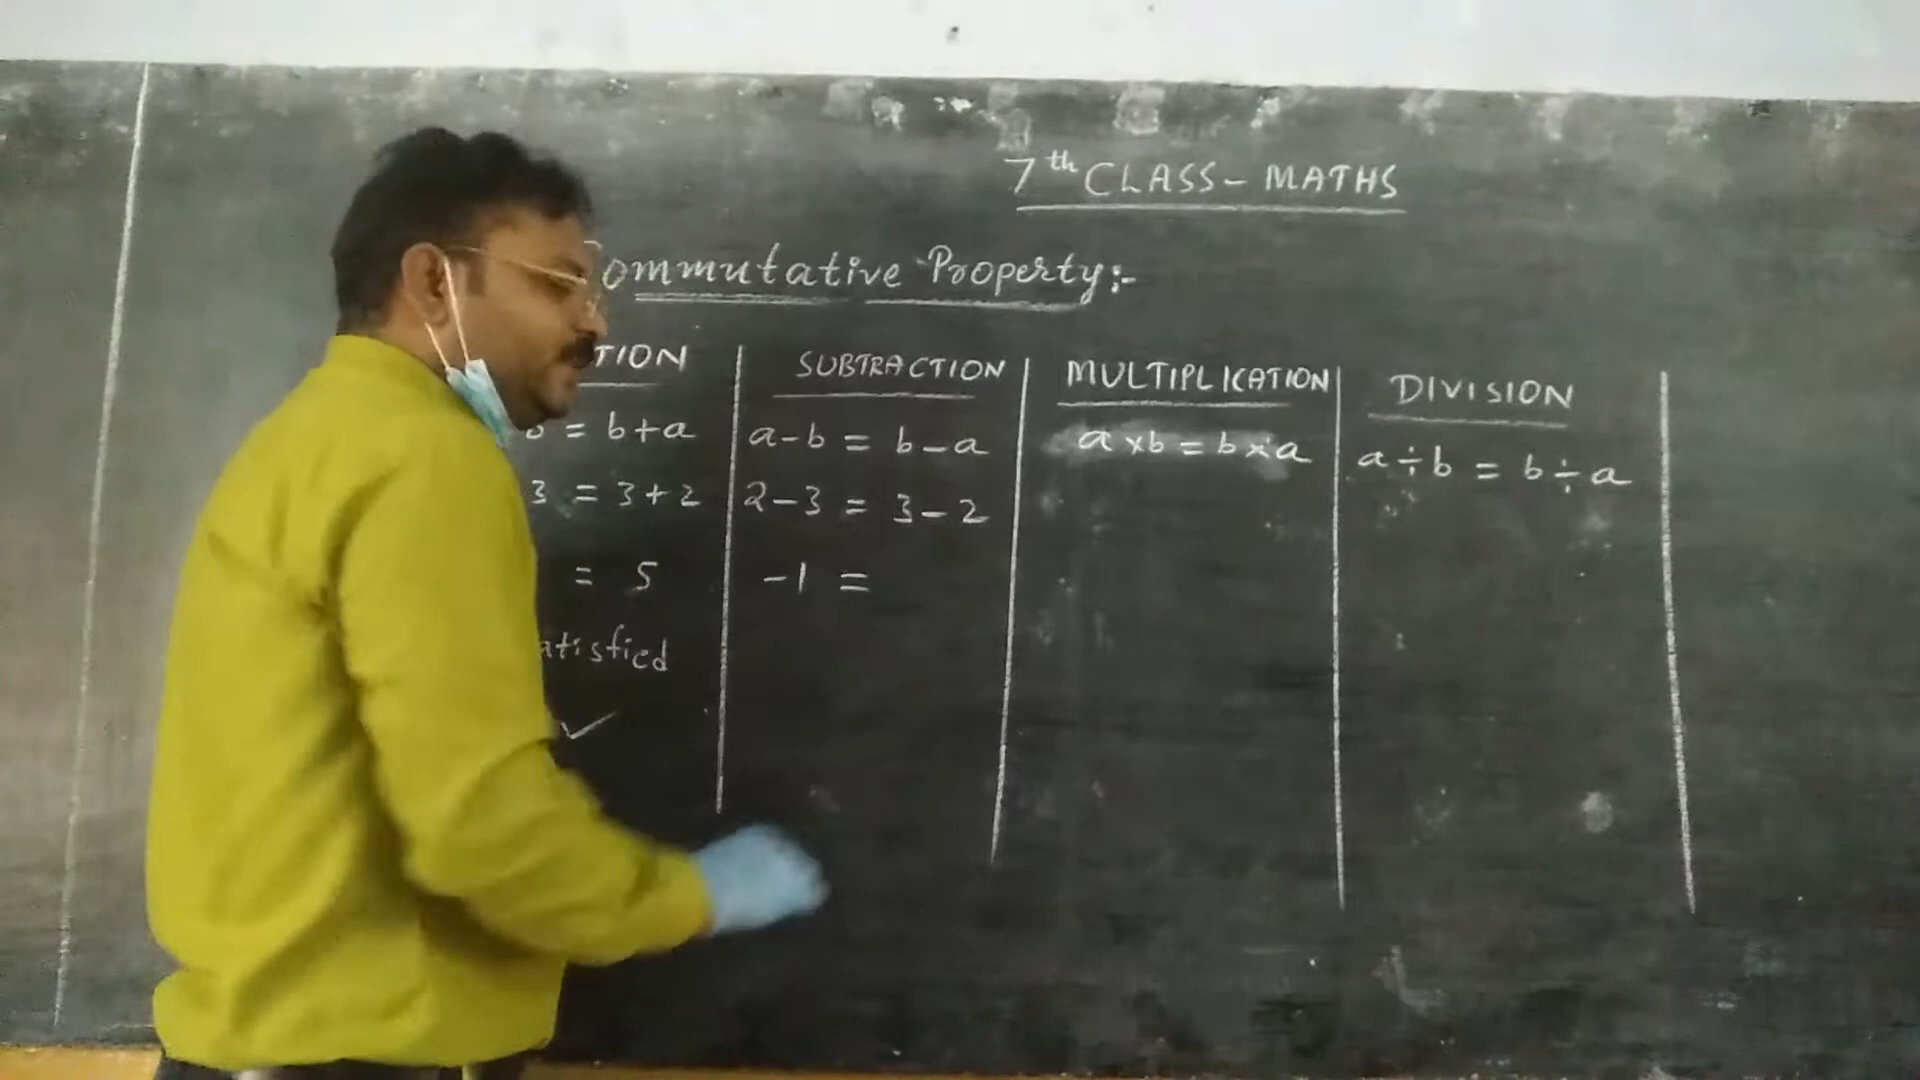 7th CLASS - MATHS
ommutative Property:-
TION
= b+a
3 = 3+2
= 5
atisfied
✓
SUBTRACTION
a-b = b-a
2-3 = 3-2
-1 =
MULTIPLICATION
a×b = b×a
DIVISION
a÷b = b÷a